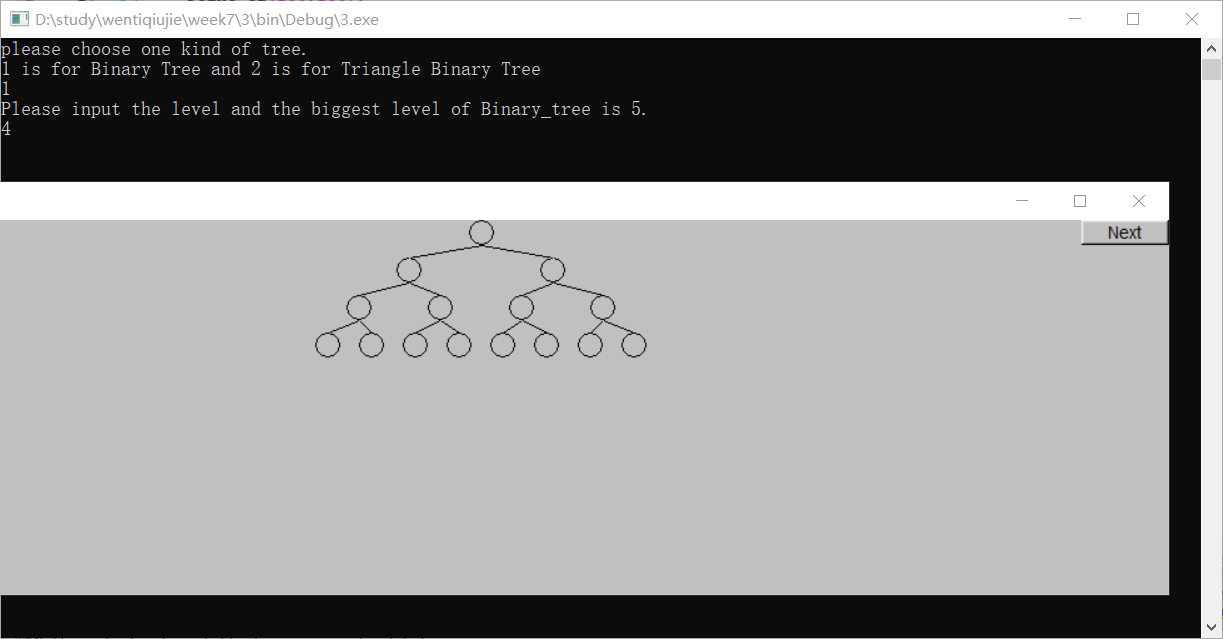 D:\study\wentiqiujie\week7\3\bin\Debug\3.exe
please choose one kind of tree.
1 is for Binary Tree and 2 is for Triangle Binary Tree
1
Please input the level and the biggest level of Binary_tree is 5.
4
Next